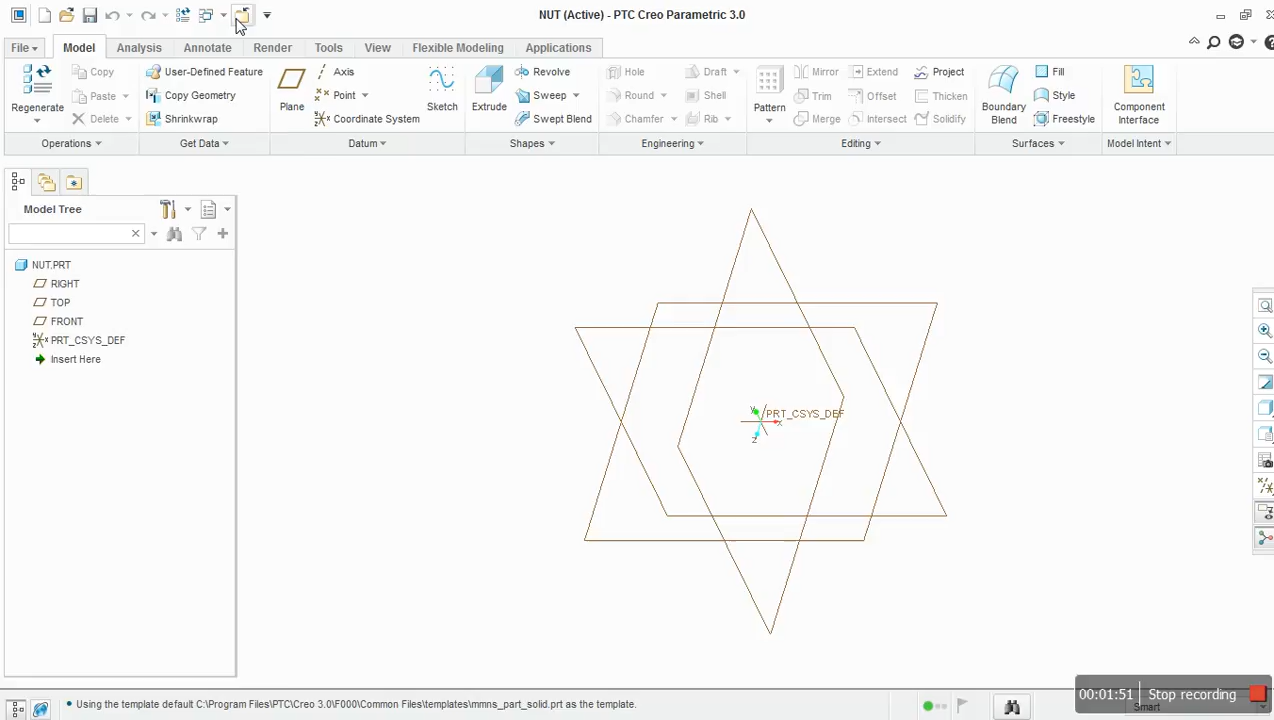 NUT (Active) - PTC Creo Parametric 3.0
File Model Analysis Annotate Render Tools View Flexible Modeling Applications
Regenerate
Copy
Paste
Delete
Operations
User-Defined Feature
Copy Geometry
Shrinkwrap
Get Data
Plane
Axis
Point
Coordinate System
Sketch
Datum
Extrude
Revolve
Sweep
Swept Blend
Shapes
Hole
Round
Chamfer
Draft
Shell
Rib
Engineering
Pattern
Mirror
Trim
Merge
Extend
Offset
Intersect
Project
Thicken
Solidify
Editing
Boundary
Blend
Fill
Style
Freestyle
Surfaces
Component
Interface
Model Intent
Model Tree
NUT.PRT
RIGHT
TOP
FRONT
PRT_CSYS_DEF
Insert Here
PRT_CSYS_DEF
Y
X
Z
00:01:51 Stop recording
Using the template default C:\Program Files\PTC\Creo 3.0\F000\Common Files\templates\mmns_part_solid.prt as the template.
Smart